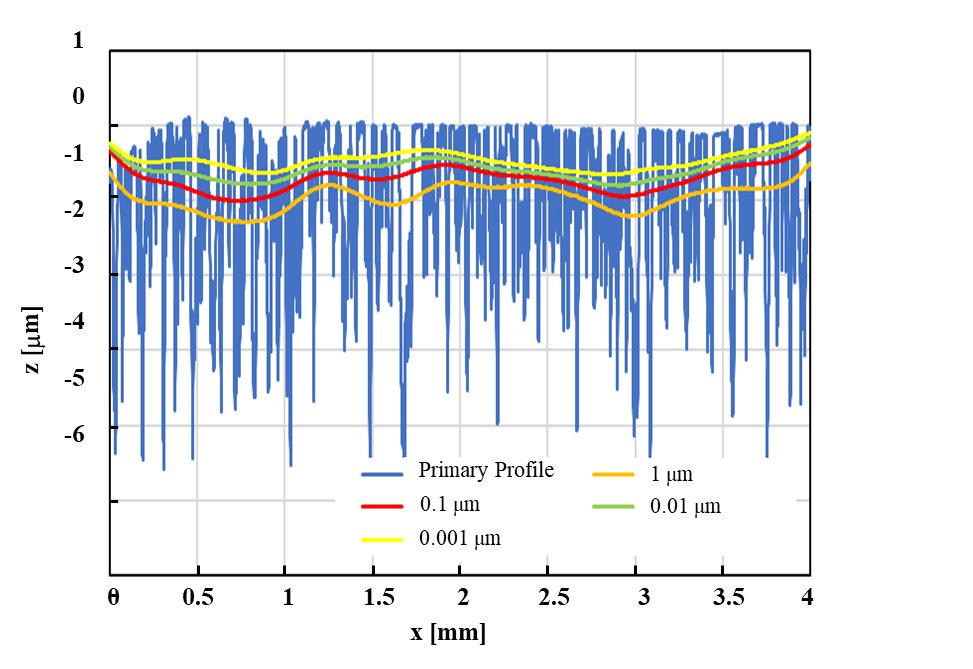 1
0
-1
-2
-3
-4
-5
-6
z [μm]
Primary Profile
1 μm
0.1 μm
0.01 μm
0.001 μm
0 0.5 1 1.5 2 2.5 3 3.5 4
x [mm]